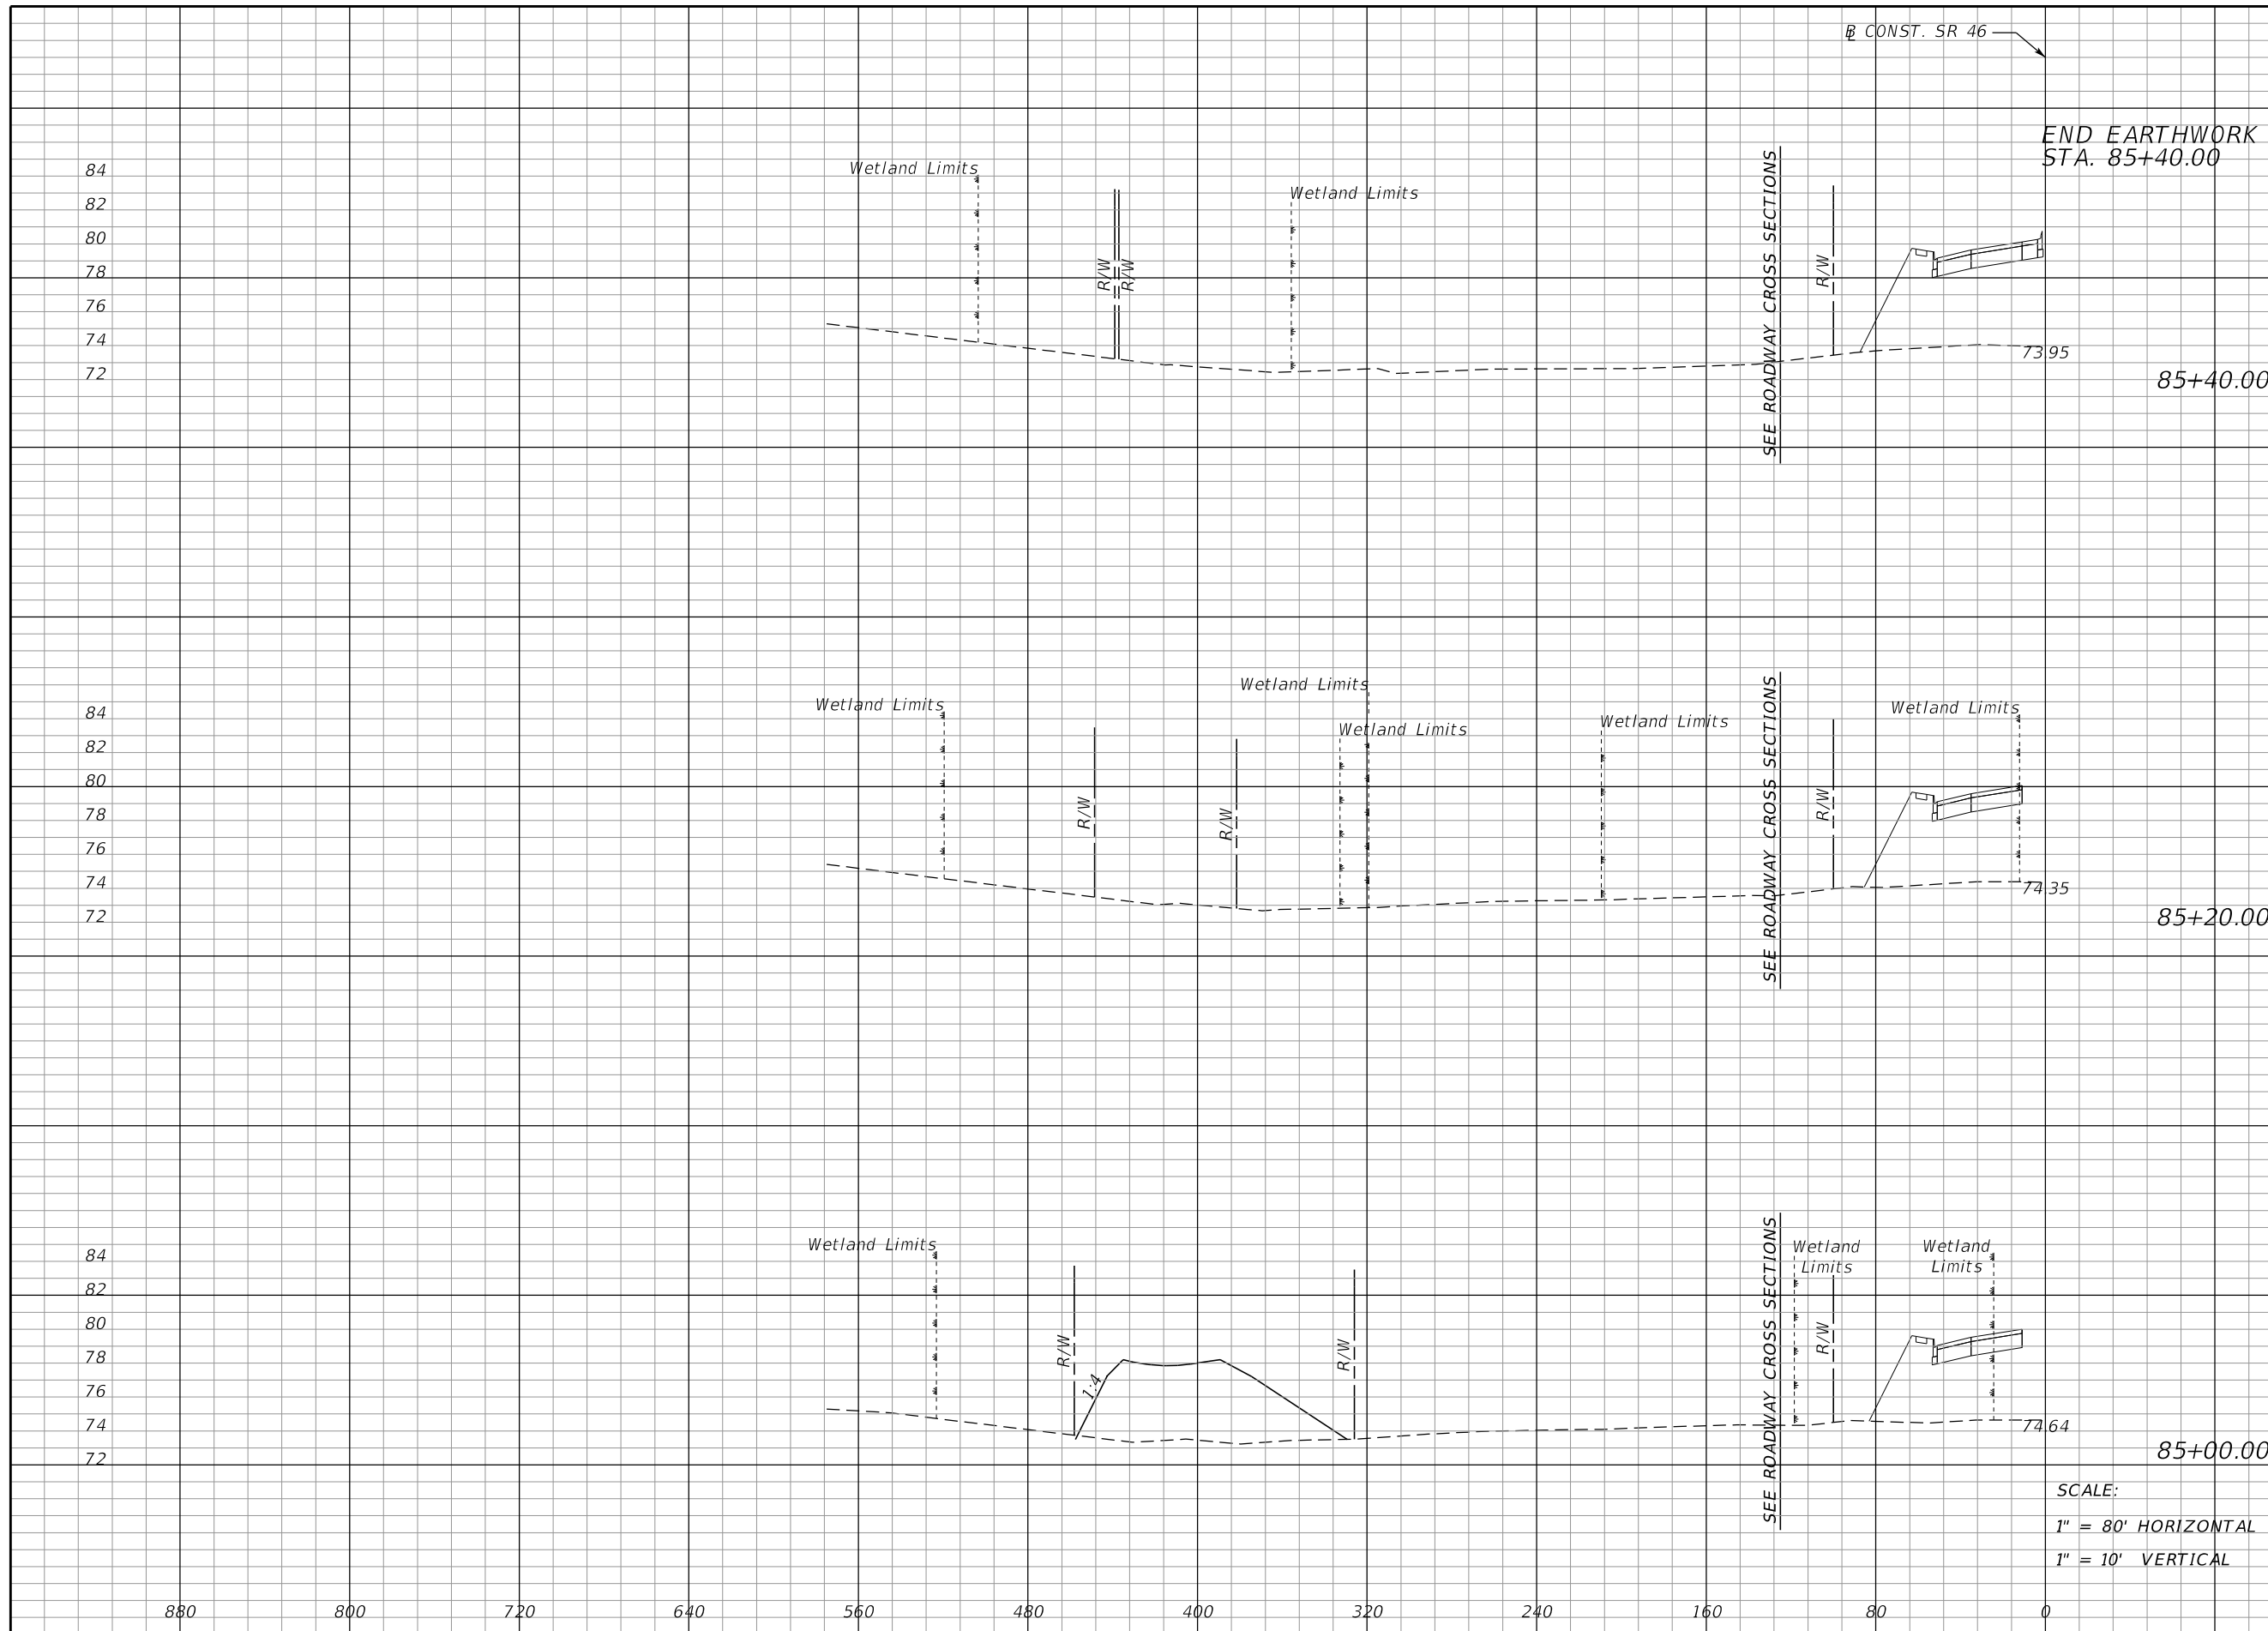 BL CONST. SR 46
END EARTHWORK
STA. 85+40.00
Wetland Limits
Wetland Limits
84
82
80
78
76
74
72
R/W
R/W
SEE ROADWAY CROSS SECTIONS
R/W
73.95
85+40.00
Wetland Limits
Wetland Limits
Wetland Limits
Wetland Limits
Wetland Limits
84
82
80
78
76
74
72
R/W
R/W
SEE ROADWAY CROSS SECTIONS
R/W
74.35
85+20.00
Wetland Limits
Wetland
Limits
Wetland
Limits
84
82
80
78
76
74
72
R/W
1:4
R/W
SEE ROADWAY CROSS SECTIONS
R/W
74.64
85+00.00
SCALE:
1" = 80' HORIZONTAL
1" = 10' VERTICAL
880 800 720 640 560 480 400 320 240 160 80 0